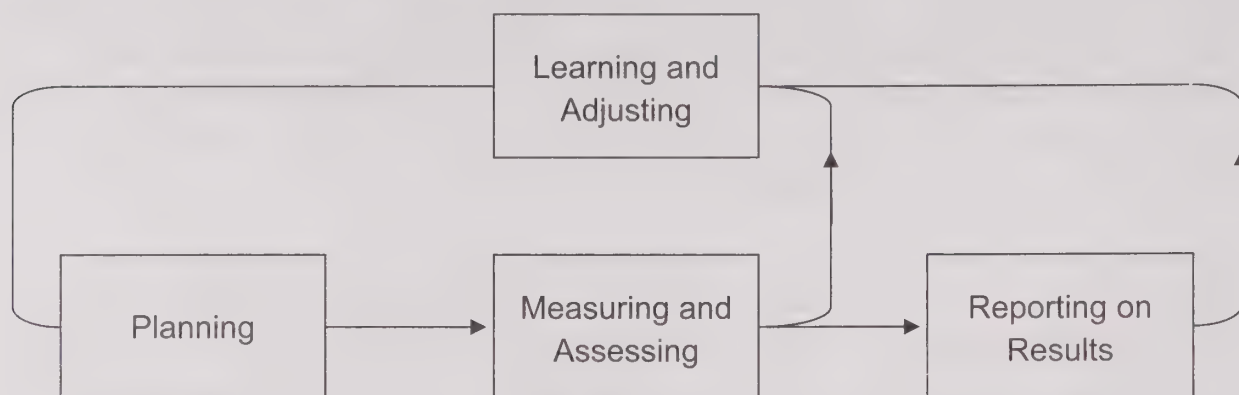 Learning and
Adjusting
Planning
Measuring and
Assessing
Reporting on
Results